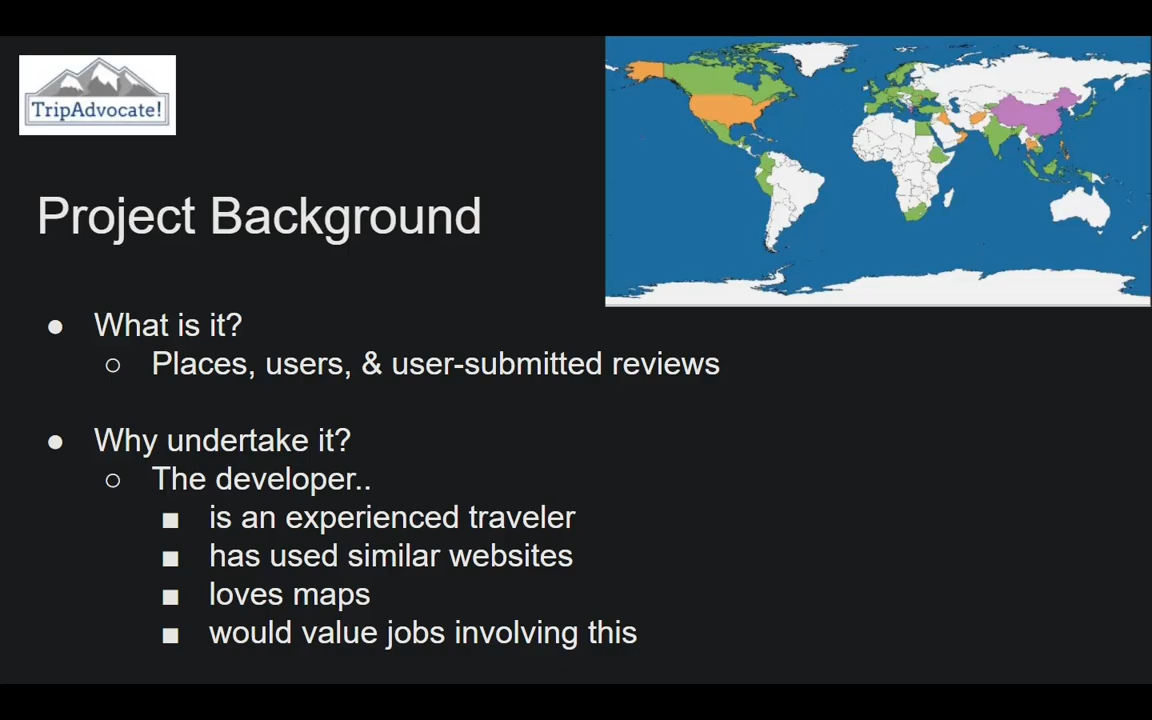 TripAdvocate!
Project Background
● What is it?
○ Places, users, & user-submitted reviews
● Why undertake it?
○ The developer..
■ is an experienced traveler
■ has used similar websites
■ loves maps
■ would value jobs involving this